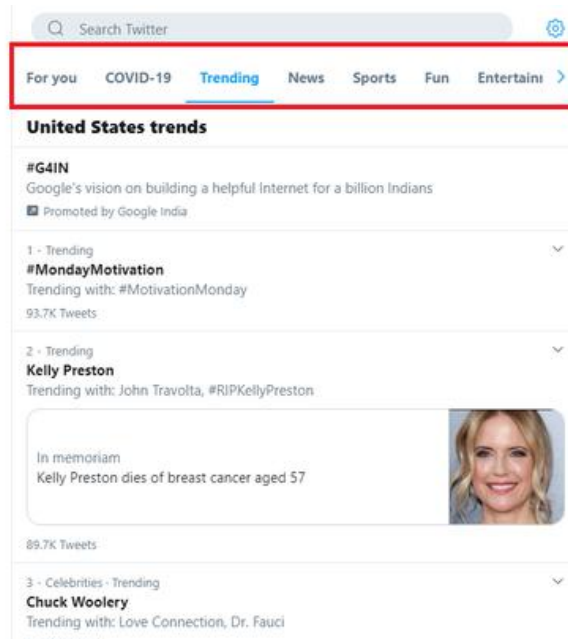 Search Twitter
For you COVID-19 Trending News Sports Fun Entertainı
United States trends
#G4IN
Google's vision on building a helpful Internet for a billion Indians
Promoted by Google India
1 - Trending
#MondayMotivation
Trending with: #MotivationMonday
93.7K Tweets
2 - Trending
Kelly Preston
Trending with: John Travolta, #RIPKellyPreston
In memoriam
Kelly Preston dies of breast cancer aged 57
89.7K Tweets
3 - Celebrities · Trending
Chuck Woolery
Trending with: Love Connection, Dr. Fauci